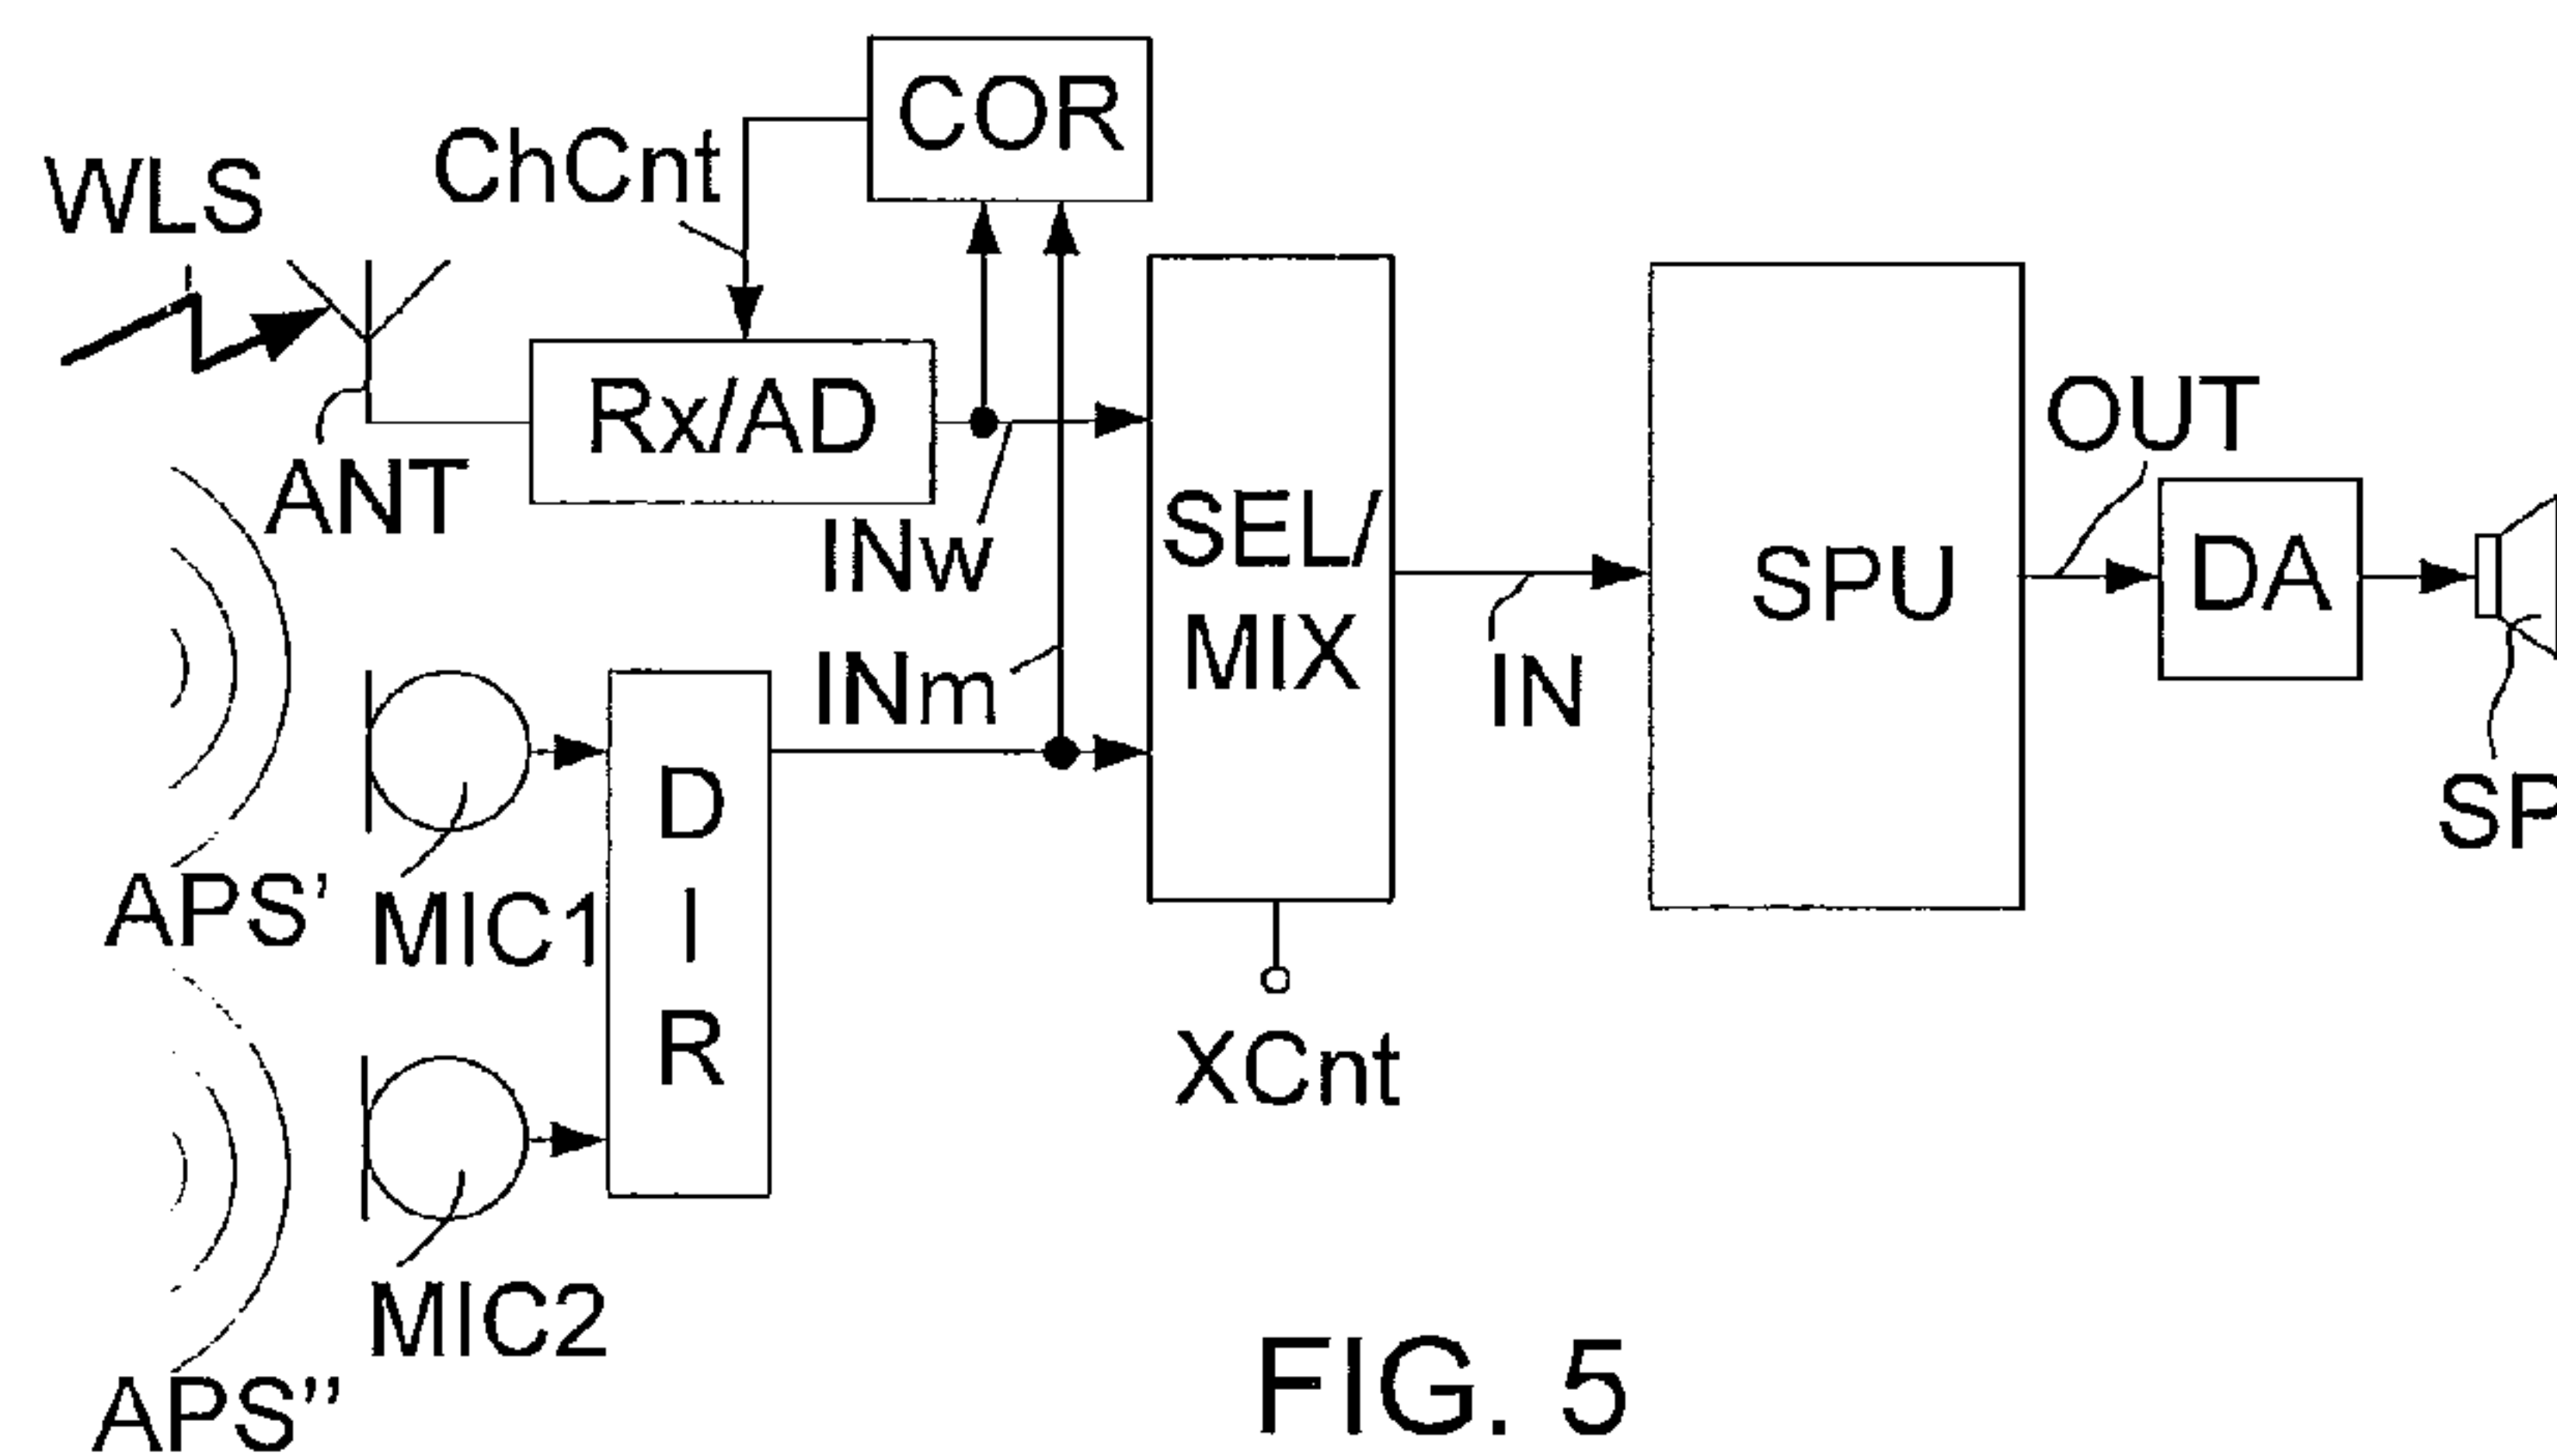 COR
ChCnt
WLS
Rx/AD
ANT
INw
INm
SEL/
MIX
SPU
OUT
DA
IN
SP
D
I
R
APS'
MIC1
XCnt
MIC2
APS''
FIG. 5